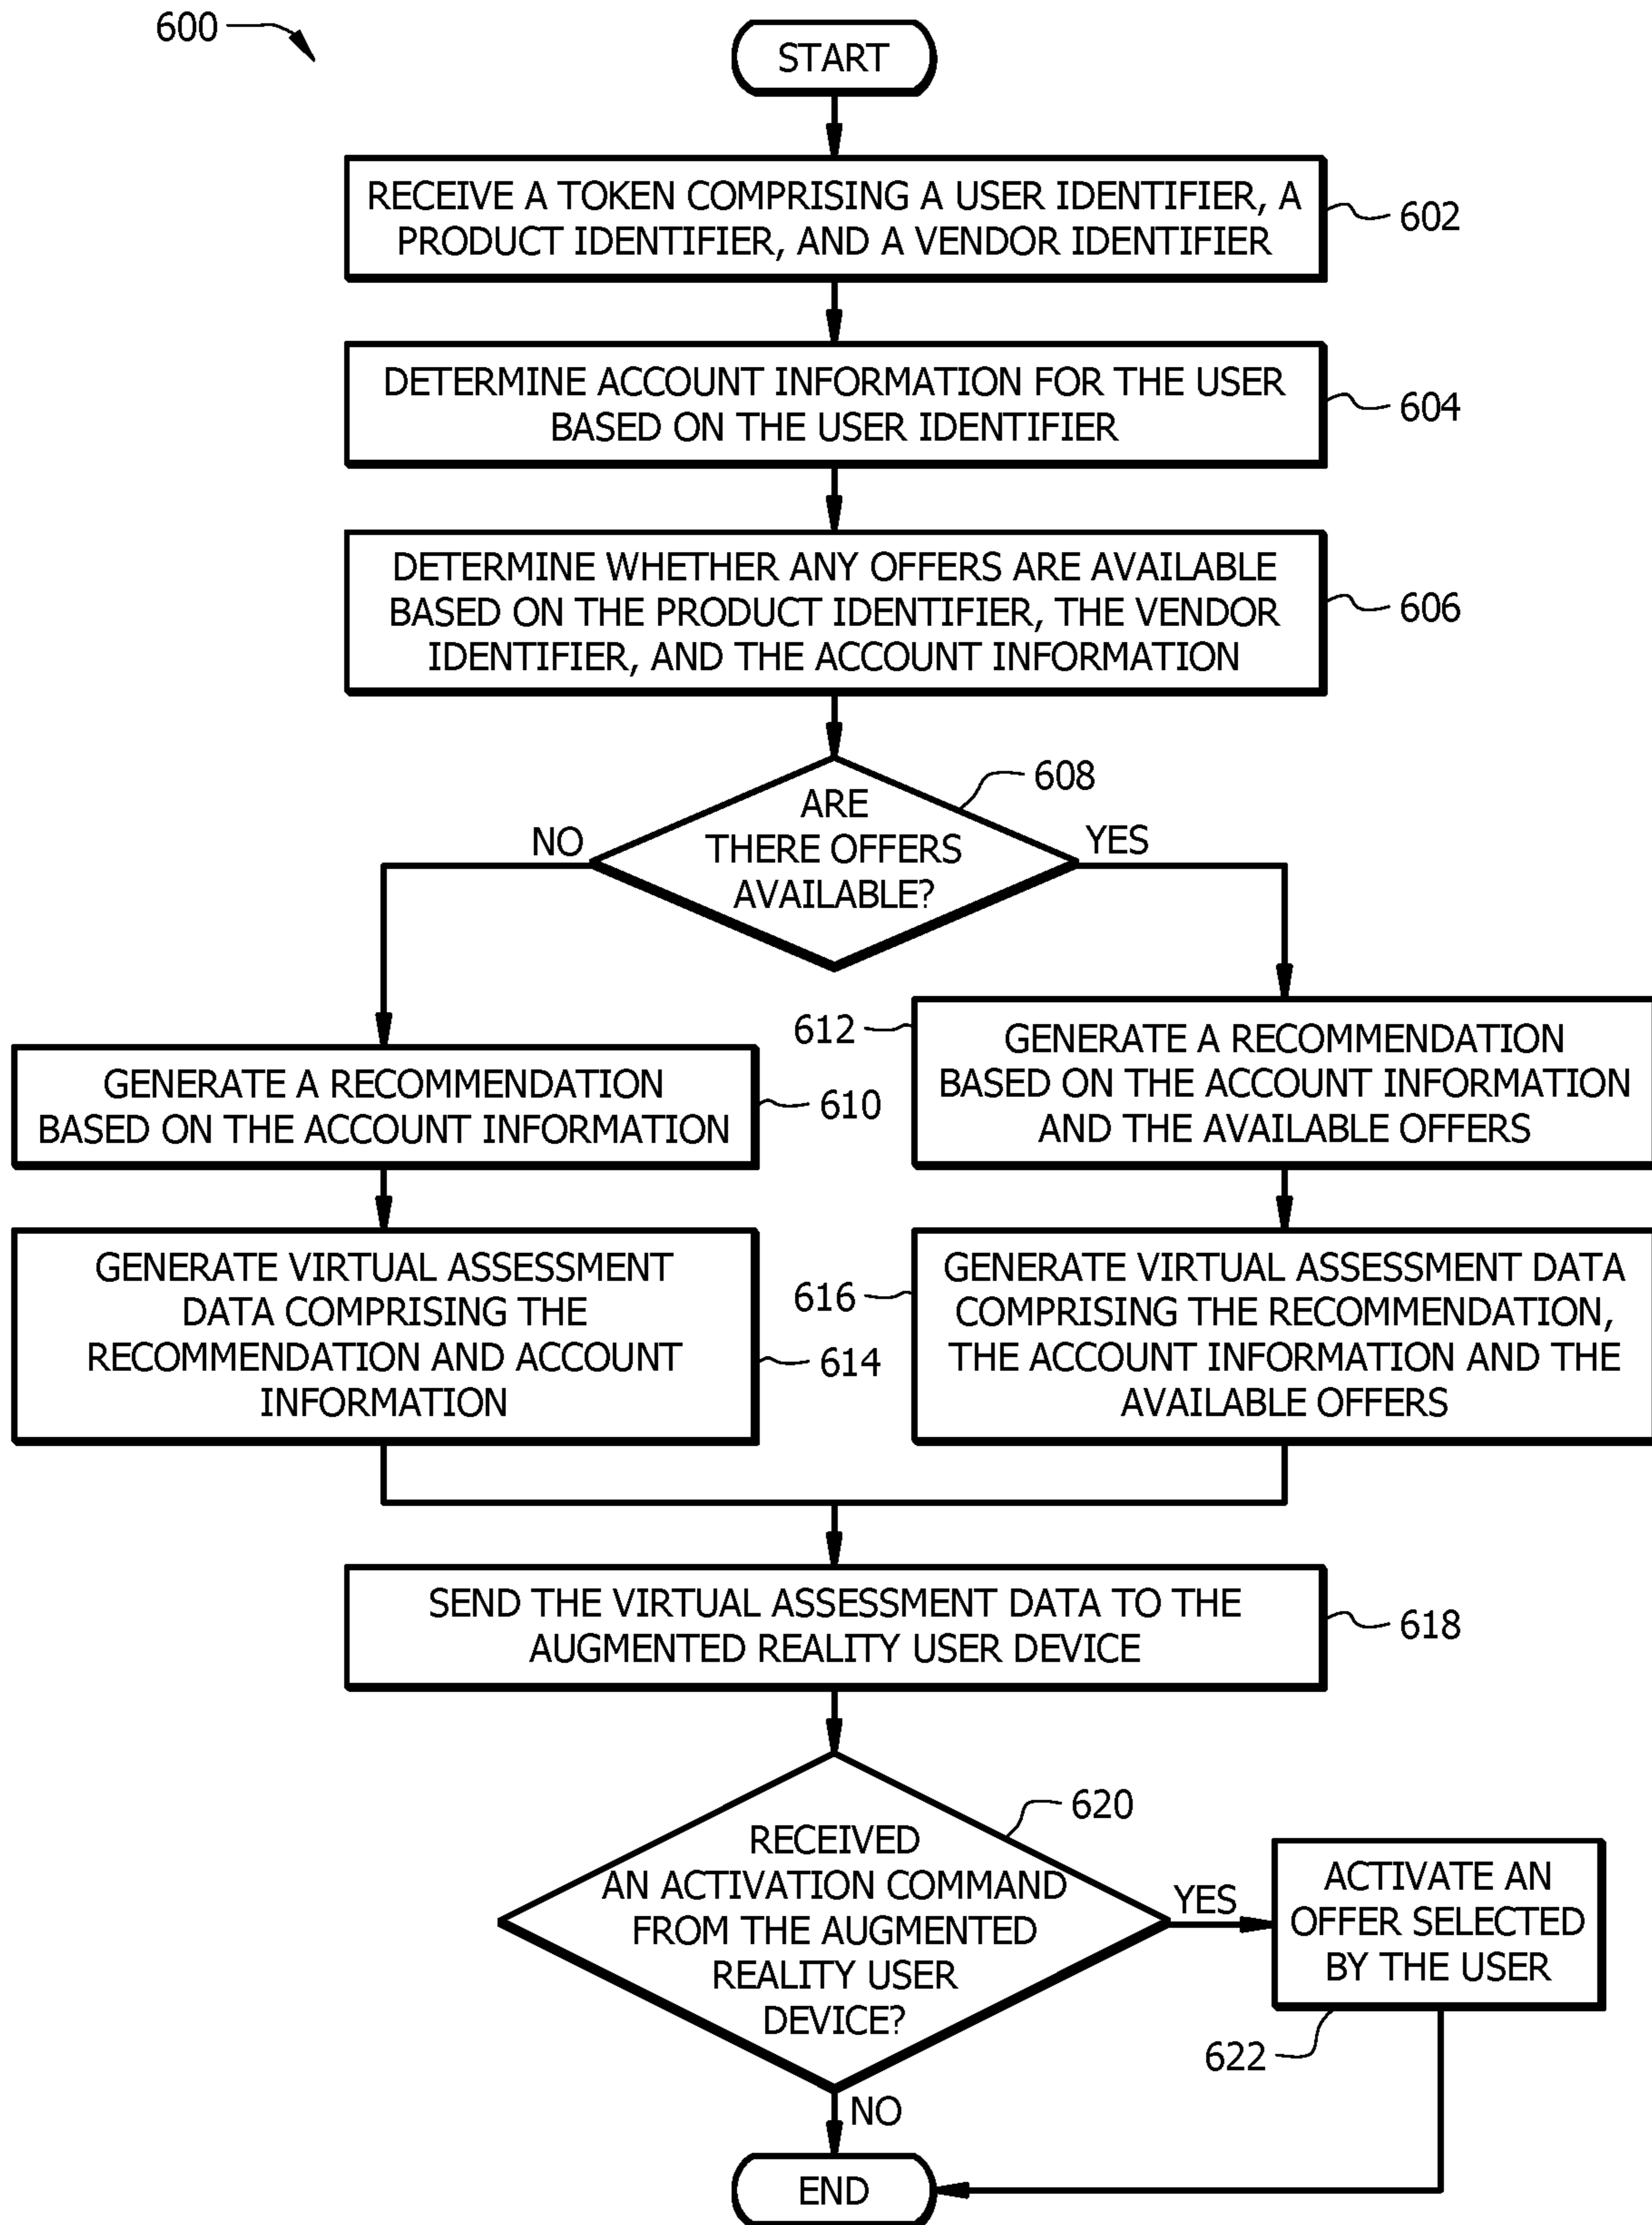 600
START
RECEIVE A TOKEN COMPRISING A USER IDENTIFIER, A
PRODUCT IDENTIFIER, AND A VENDOR IDENTIFIER
602
DETERMINE ACCOUNT INFORMATION FOR THE USER
BASED ON THE USER IDENTIFIER
604
DETERMINE WHETHER ANY OFFERS ARE AVAILABLE
BASED ON THE PRODUCT IDENTIFIER, THE VENDOR
IDENTIFIER, AND THE ACCOUNT INFORMATION
606
608
ARE
THERE OFFERS
AVAILABLE?
NO
YES
GENERATE A RECOMMENDATION
BASED ON THE ACCOUNT INFORMATION
610
612
GENERATE A RECOMMENDATION
BASED ON THE ACCOUNT INFORMATION
AND THE AVAILABLE OFFERS
GENERATE VIRTUAL ASSESSMENT
DATA COMPRISING THE
RECOMMENDATION AND ACCOUNT
INFORMATION
614
616
GENERATE VIRTUAL ASSESSMENT DATA
COMPRISING THE RECOMMENDATION,
THE ACCOUNT INFORMATION AND THE
AVAILABLE OFFERS
SEND THE VIRTUAL ASSESSMENT DATA TO THE
AUGMENTED REALITY USER DEVICE
618
620
RECEIVED
AN ACTIVATION COMMAND
FROM THE AUGMENTED
REALITY USER
DEVICE?
YES
ACTIVATE AN
OFFER SELECTED
BY THE USER
622
NO
END